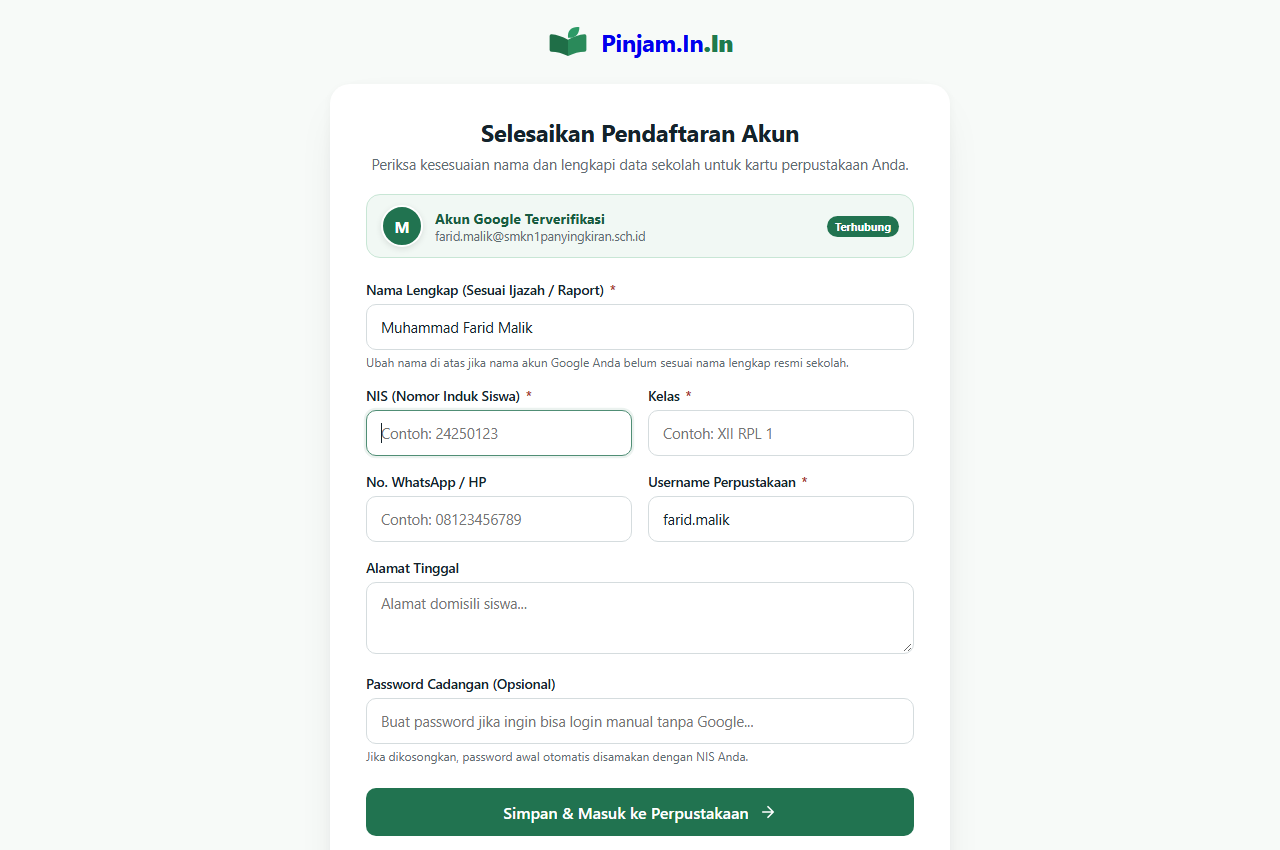 Pinjam.In.In
Selesaikan Pendaftaran Akun
Periksa kesesuaian nama dan lengkapi data sekolah untuk kartu perpustakaan Anda.
M
Akun Google Terverifikasi
farid.malik@smkn1panyingkiran.sch.id
Terhubung
Nama Lengkap (Sesuai Ijazah / Raport) *
Muhammad Farid Malik
Ubah nama di atas jika nama akun Google Anda belum sesuai nama lengkap resmi sekolah.
NIS (Nomor Induk Siswa) *
Contoh: 24250123
Kelas *
Contoh: XII RPL 1
No. WhatsApp / HP
Contoh: 08123456789
Username Perpustakaan *
farid.malik
Alamat Tinggal
Alamat domisili siswa...
Password Cadangan (Opsional)
Buat password jika ingin bisa login manual tanpa Google...
Jika dikosongkan, password awal otomatis disamakan dengan NIS Anda.
Simpan & Masuk ke Perpustakaan →